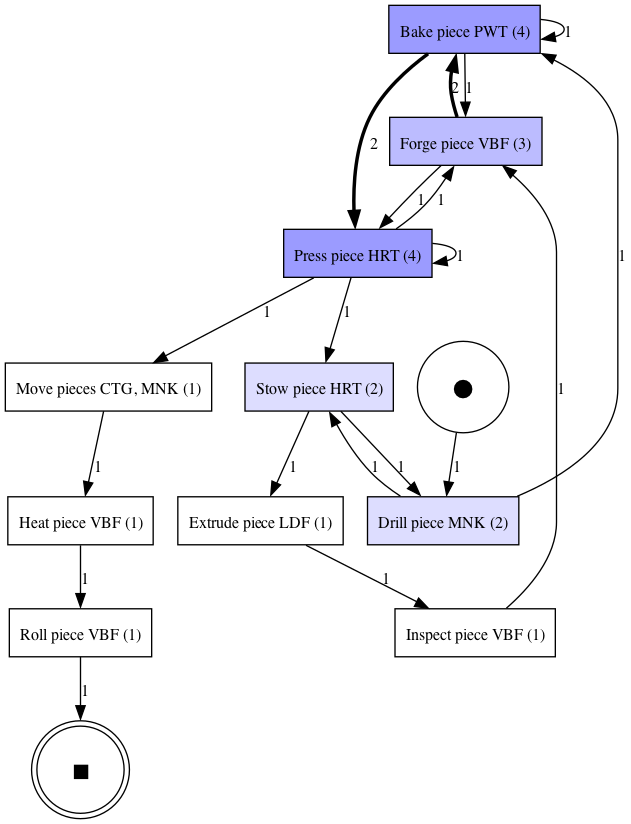 Bake piece PWT (4)
1
2
1
2
Forge piece VBF (3)
1
1
1
Press piece HRT (4)
1
1
1
Move pieces CTG, MNK (1)
Stow piece HRT (2)
1
1
1
1
1
1
Heat piece VBF (1)
Extrude piece LDF (1)
Drill piece MNK (2)
1
1
Roll piece VBF (1)
Inspect piece VBF (1)
1